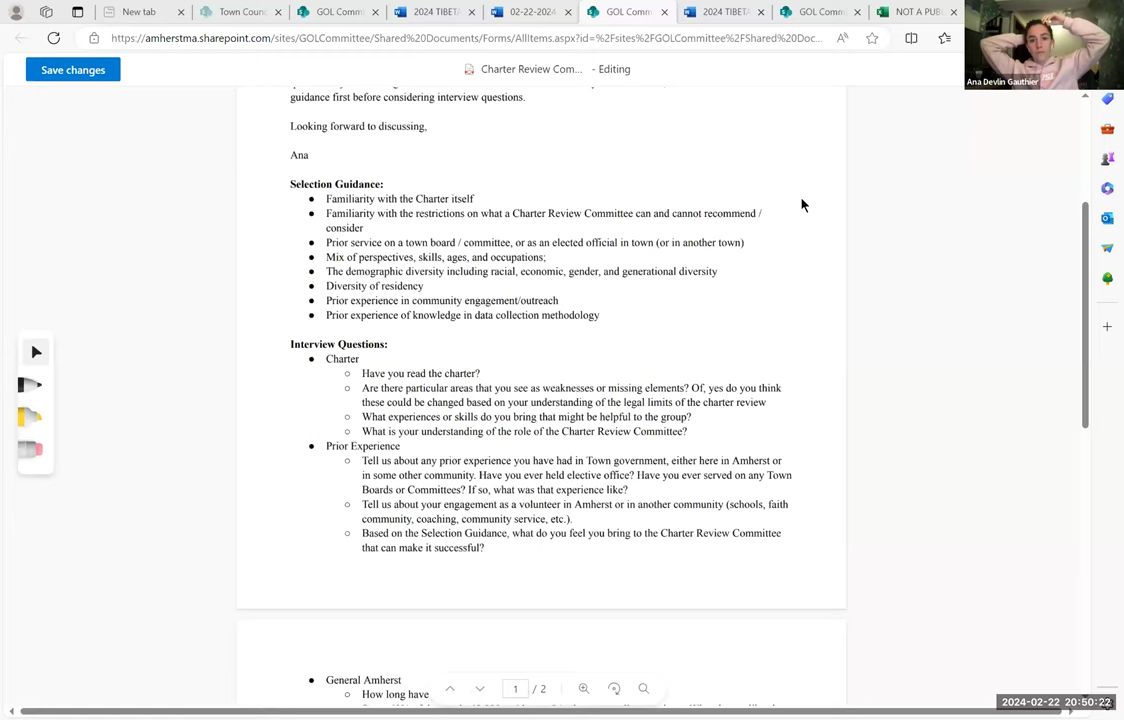 New tab
Town Counc
GOL Comm
2024 TIBET
02-22-2024
GOL Comm
2024 TIBET
GOL Comm
NOT A PUB
https://amherstma.sharepoint.com/sites/GOLCommittee/Shared%20Documents/Forms/AllItems.aspx?id=%2Fsites%2FGOLCommittee%2FShared%20Doc...
Ana Devlin Gauthier
Save changes
Charter Review Com... - Editing
guidance first before considering interview questions.
Looking forward to discussing,
Ana
Selection Guidance:
● Familiarity with the Charter itself
● Familiarity with the restrictions on what a Charter Review Committee can and cannot recommend /
consider
● Prior service on a town board / committee, or as an elected official in town (or in another town)
● Mix of perspectives, skills, ages, and occupations;
● The demographic diversity including racial, economic, gender, and generational diversity
● Diversity of residency
● Prior experience in community engagement/outreach
● Prior experience of knowledge in data collection methodology
Interview Questions:
● Charter
○ Have you read the charter?
○ Are there particular areas that you see as weaknesses or missing elements? Of, yes do you think
these could be changed based on your understanding of the legal limits of the charter review
○ What experiences or skills do you bring that might be helpful to the group?
○ What is your understanding of the role of the Charter Review Committee?
● Prior Experience
○ Tell us about any prior experience you have had in Town government, either here in Amherst or
in some other community. Have you ever held elective office? Have you ever served on any Town
Boards or Committees? If so, what was that experience like?
○ Tell us about your engagement as a volunteer in Amherst or in another community (schools, faith
community, coaching, community service, etc.).
○ Based on the Selection Guidance, what do you feel you bring to the Charter Review Committee
that can make it successful?
● General Amherst
○ How long have
1 / 2
2024-02-22 20:50:22